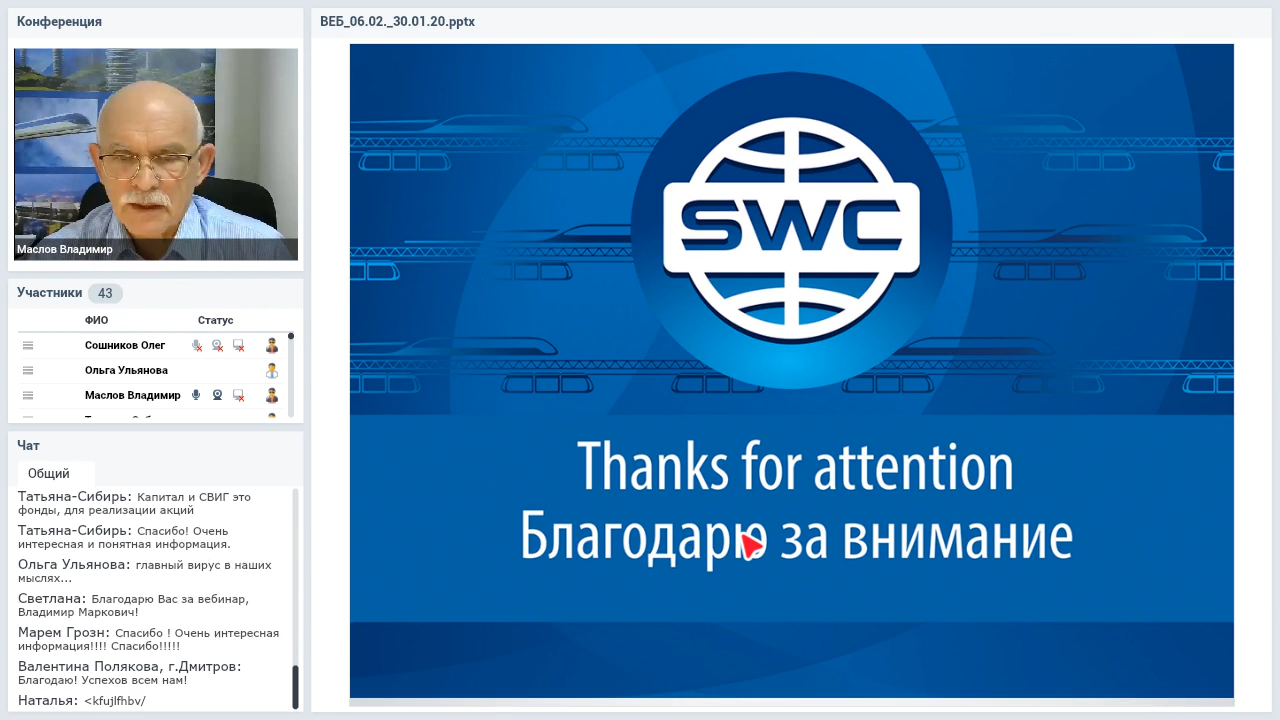 Конференция
Маслов Владимир
Участники 43
ФИО Статус
Сошников Олег
Ольга Ульянова
Маслов Владимир
Чат
Общий
Татьяна-Сибирь: Капитал и СВИГ это
фонды, для реализации акций
Татьяна-Сибирь: Спасибо! Очень
интересная и понятная информация.
Ольга Ульянова: главный вирус в наших
мыслях...
Светлана: Благодарю Вас за вебинар,
Владимир Маркович!
Марем Грозн: Спасибо ! Очень интересная
информация!!!! Спасибо!!!!!
Валентина Полякова, г.Дмитров:
Благодаю! Успехов всем нам!
Наталья: <kfujlfhbv/
ВЕБ_06.02._30.01.20.pptx
SWC
Thanks for attention
Благодарю за внимание